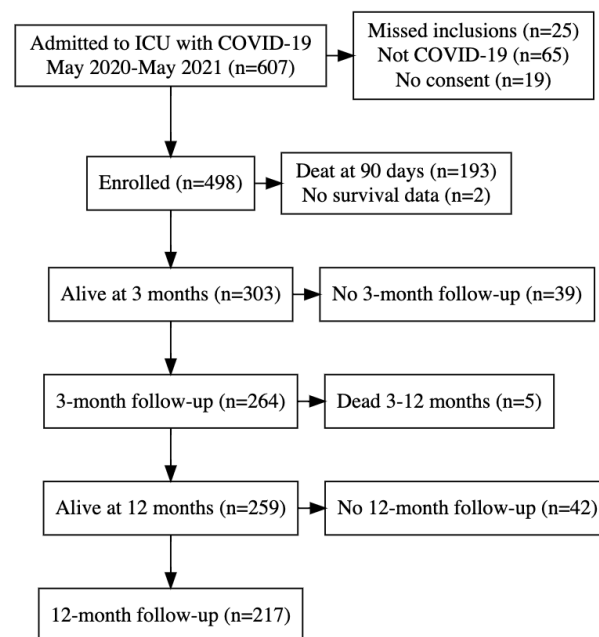 Admitted to ICU with COVID-19
May 2020-May 2021 (n=607)
Missed inclusions (n=25)
Not COVID-19 (n=65)
No consent (n=19)
Enrolled (n=498)
Deat at 90 days (n=193)
No survival data (n=2)
Alive at 3 months (n=303)
No 3-month follow-up (n=39)
3-month follow-up (n=264)
Dead 3-12 months (n=5)
Alive at 12 months (n=259)
No 12-month follow-up (n=42)
12-month follow-up (n=217)